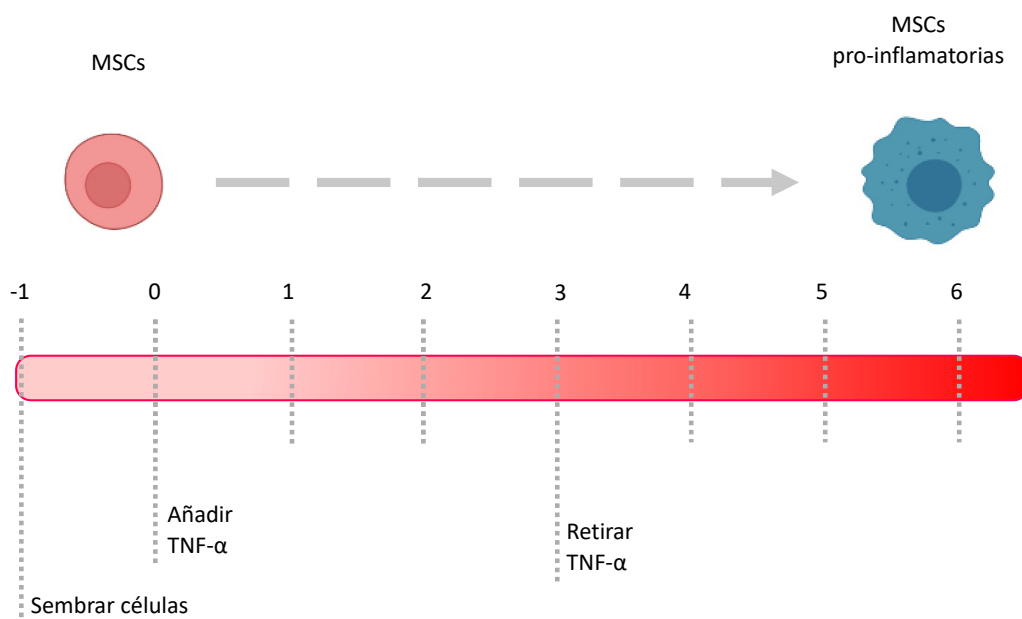 MSCs
MSCs
pro-inflamatorias
-1 0 1 2 3 4 5 6
Añadir
TNF-α
Retirar
TNF-α
Sembrar células